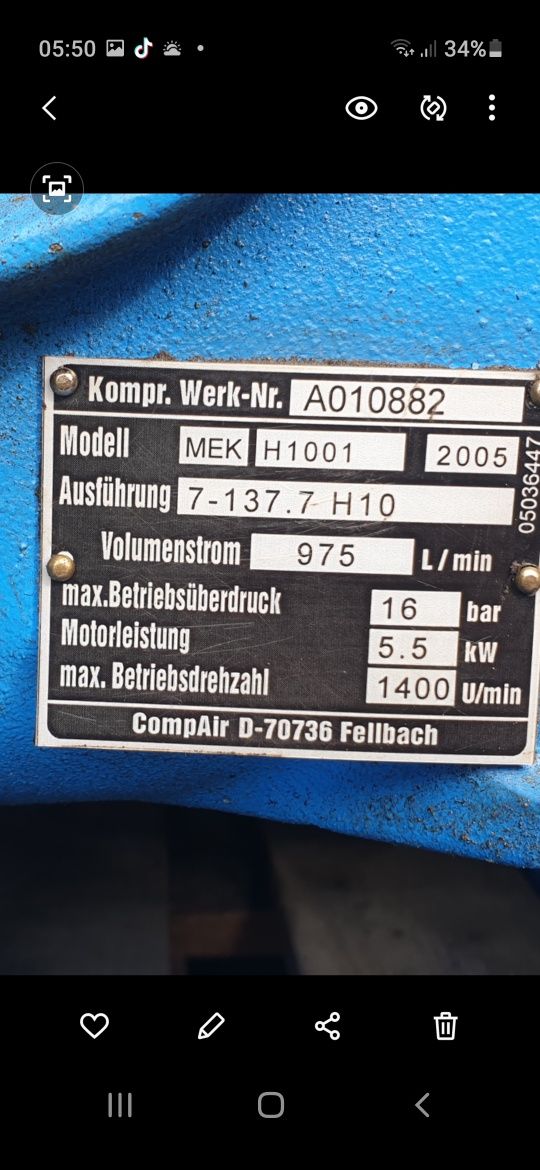 05:50
34%
Kompr. Werk-Nr. A010882
Modell MEK H1001 2005
Ausführung 7-137.7 H10
05036447
Volumenstrom 975 L/min
max.Betriebsüberdruck 16 bar
Motorleistung 5.5 kW
max. Betriebsdrehzahl 1400 U/min
CompAir D-70736 Fellbach